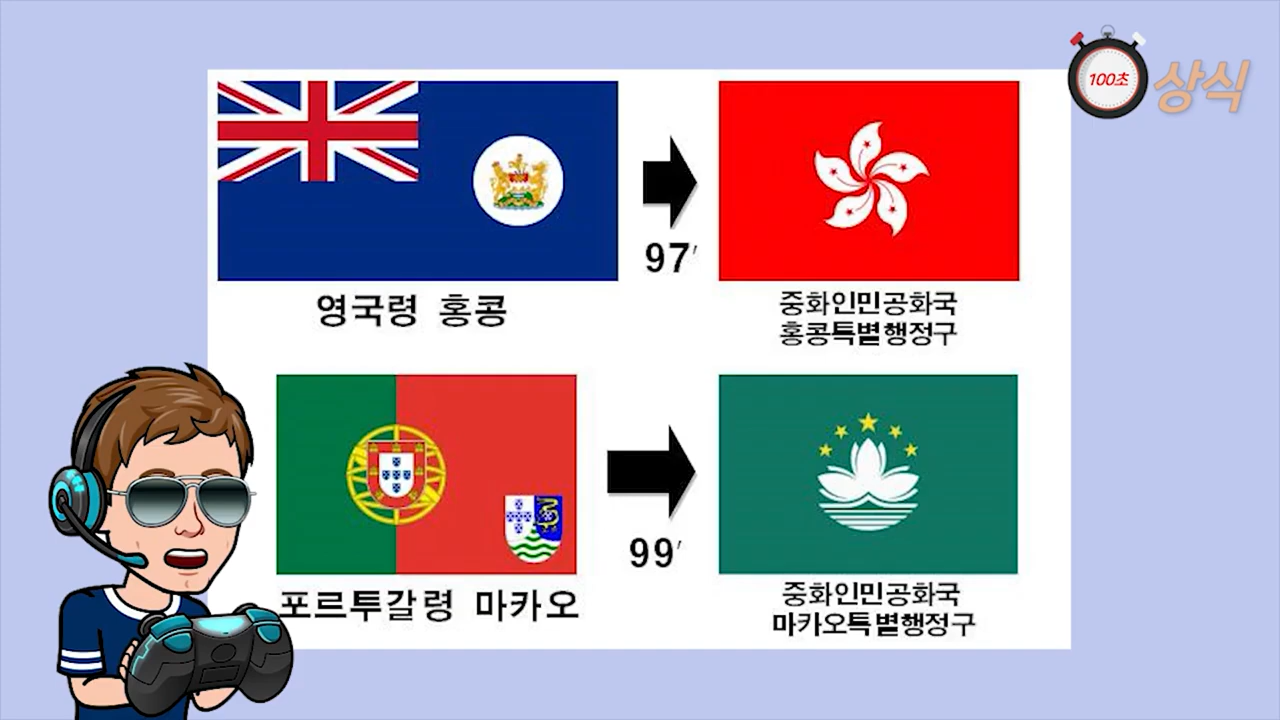 100초 상식
97′
영국령 홍콩
중화인민공화국
홍콩특별행정구
99′
포르투갈령 마카오
중화인민공화국
마카오특별행정구